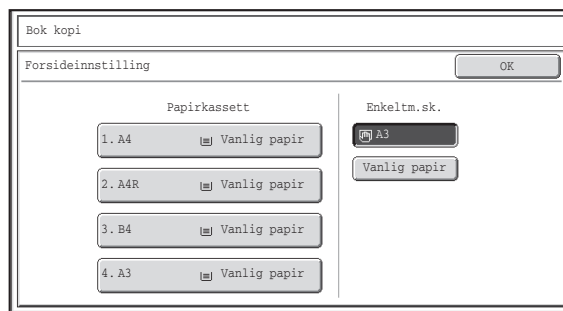 Bok kopi
Forsideinnstilling
OK
Papirkassett
1. A4 Vanlig papir
2. A4R Vanlig papir
3. B4 Vanlig papir
4. A3 Vanlig papir
Enkeltm.sk.
A3
Vanlig papir